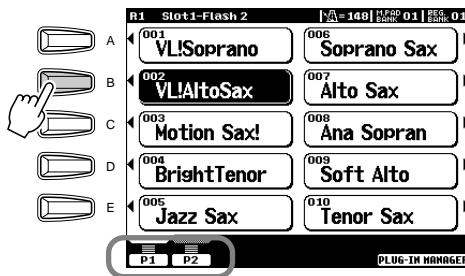 R1 Slot1-Flash 2 =148 M.PAD BANK 01 REG. BANK 01
A 001 VL!Soprano 006 Soprano Sax
B 002 VL!AltoSax 007 Alto Sax
C 003 Motion Sax! 008 Ana Sopran
D 004 BrightTenor 009 Soft Alto
E 005 Jazz Sax 010 Tenor Sax
P1 P2 PLUG-IN MANAGER